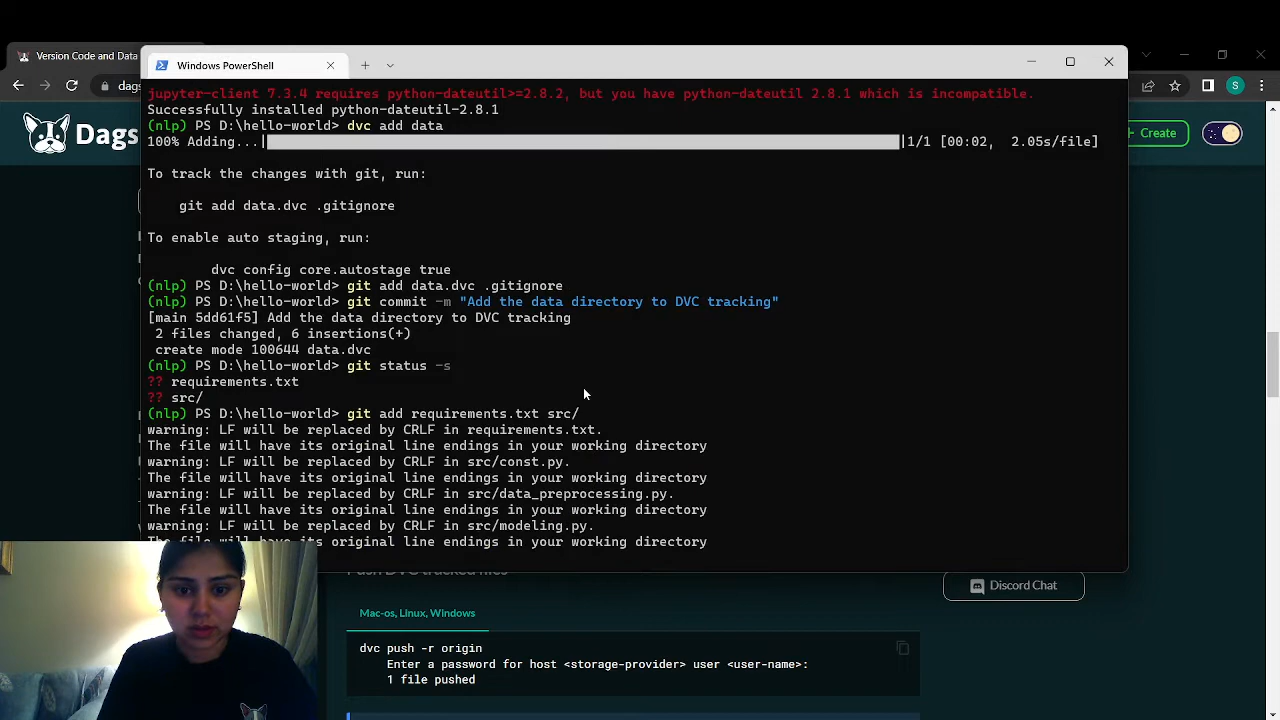 Version Code and Data
Windows PowerShell
dags
S
Dags
Create
jupyter-client 7.3.4 requires python-dateutil>=2.8.2, but you have python-dateutil 2.8.1 which is incompatible.
Successfully installed python-dateutil-2.8.1
(nlp) PS D:\hello-world> dvc add data
100% Adding...| |1/1 [00:02, 2.05s/file]
To track the changes with git, run:
git add data.dvc .gitignore
To enable auto staging, run:
dvc config core.autostage true
(nlp) PS D:\hello-world> git add data.dvc .gitignore
(nlp) PS D:\hello-world> git commit -m "Add the data directory to DVC tracking"
[main 5dd61f5] Add the data directory to DVC tracking
2 files changed, 6 insertions(+)
create mode 100644 data.dvc
(nlp) PS D:\hello-world> git status -s
?? requirements.txt
?? src/
(nlp) PS D:\hello-world> git add requirements.txt src/
warning: LF will be replaced by CRLF in requirements.txt.
The file will have its original line endings in your working directory
warning: LF will be replaced by CRLF in src/const.py.
The file will have its original line endings in your working directory
warning: LF will be replaced by CRLF in src/data_preprocessing.py.
The file will have its original line endings in your working directory
warning: LF will be replaced by CRLF in src/modeling.py.
The file will have its original line endings in your working directory
Push DVC tracked files
Discord Chat
Mac-os, Linux, Windows
dvc push -r origin
Enter a password for host <storage-provider> user <user-name>:
1 file pushed